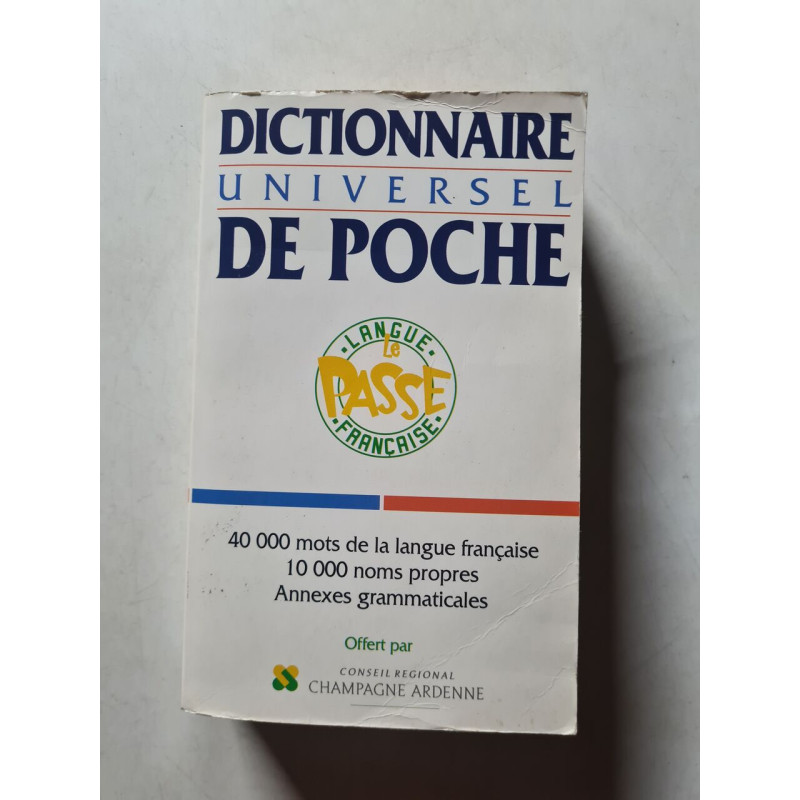 DICTIONNAIRE
UNIVERSEL
DE POCHE
LANGUE
Le
PASSE
FRANÇAISE
40 000 mots de la langue française
10 000 noms propres
Annexes grammaticales
Offert par
CONSEIL REGIONAL
CHAMPAGNE ARDENNE